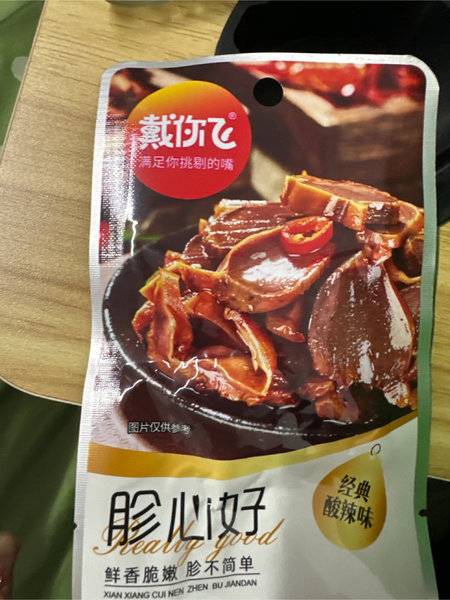 戴你飞®
满足你挑剔的嘴
图片仅供参考
经典
酸辣味
胗心好
Really good
鲜香脆嫩 胗不简单
XIAN XIANG CUI NEN ZHEN BU JIANDAN